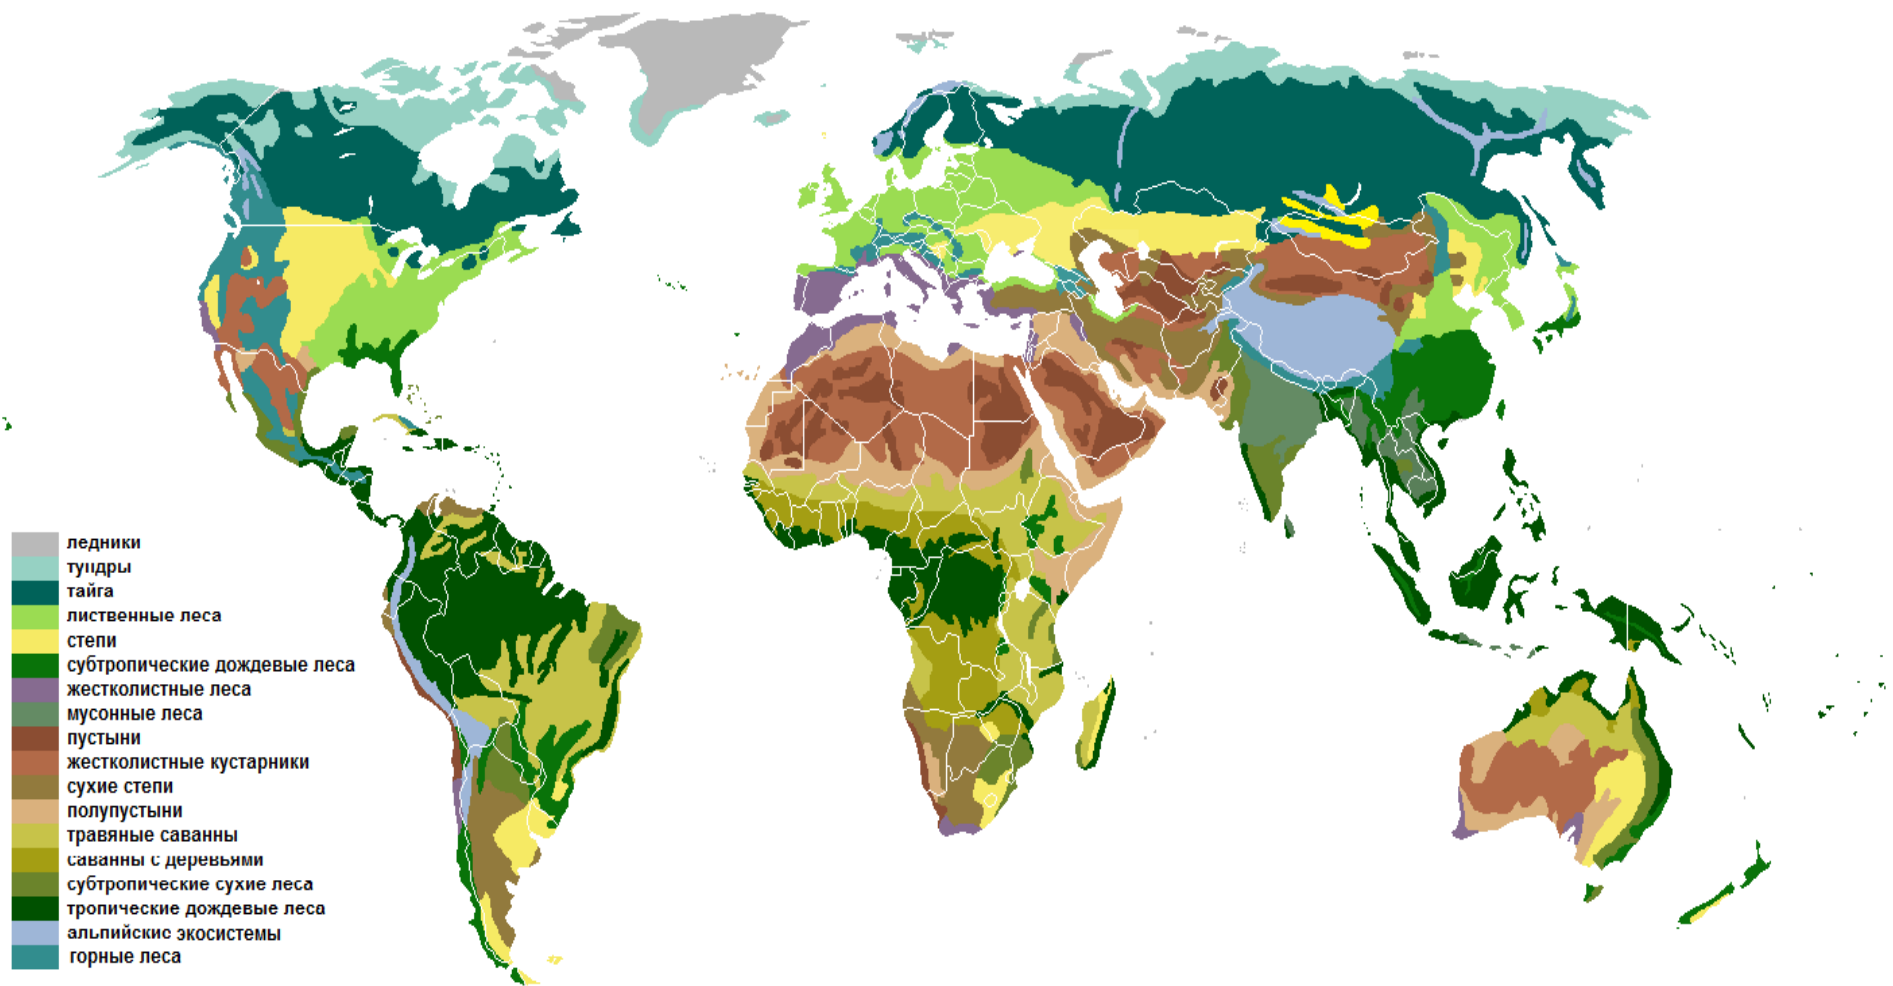 ледники
тундры
тайга
лиственные леса
степи
субтропические дождевые леса
жестколистные леса
мусонные леса
пустыни
жестколистные кустарники
сухие степи
полупустыни
травяные саванны
саванны с деревьями
субтропические сухие леса
тропические дождевые леса
альпийские экосистемы
горные леса